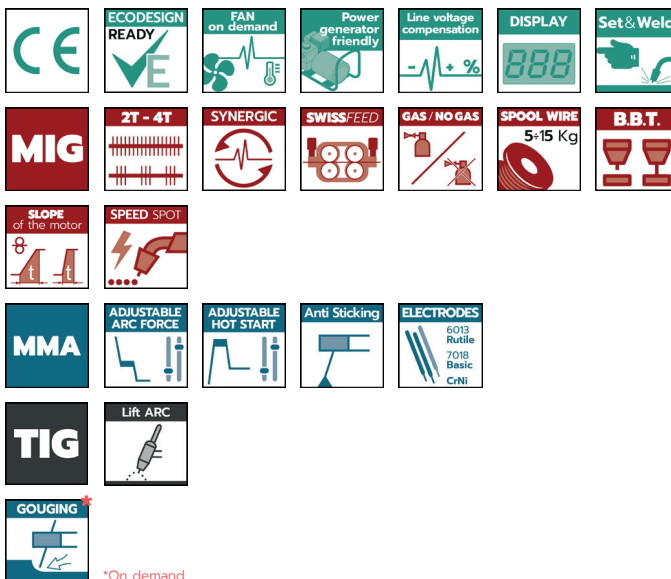 CE
ECODESIGN
READY
E
FAN
on demand
Power
generator
friendly
Line voltage
compensation
- + %
DISPLAY
888
Set&Weld
MIG
2T - 4T
SYNERGIC
SWISSFEED
GAS / NO GAS
SPOOL WIRE
5÷15 Kg
B.B.T.
SLOPE
of the motor
t t
SPEED SPOT
MMA
ADJUSTABLE
ARC FORCE
ADJUSTABLE
HOT START
Anti Sticking
ELECTRODES
6013
Rutile
7018
Basic
CrNi
TIG
Lift ARC
GOUGING*
*On demand